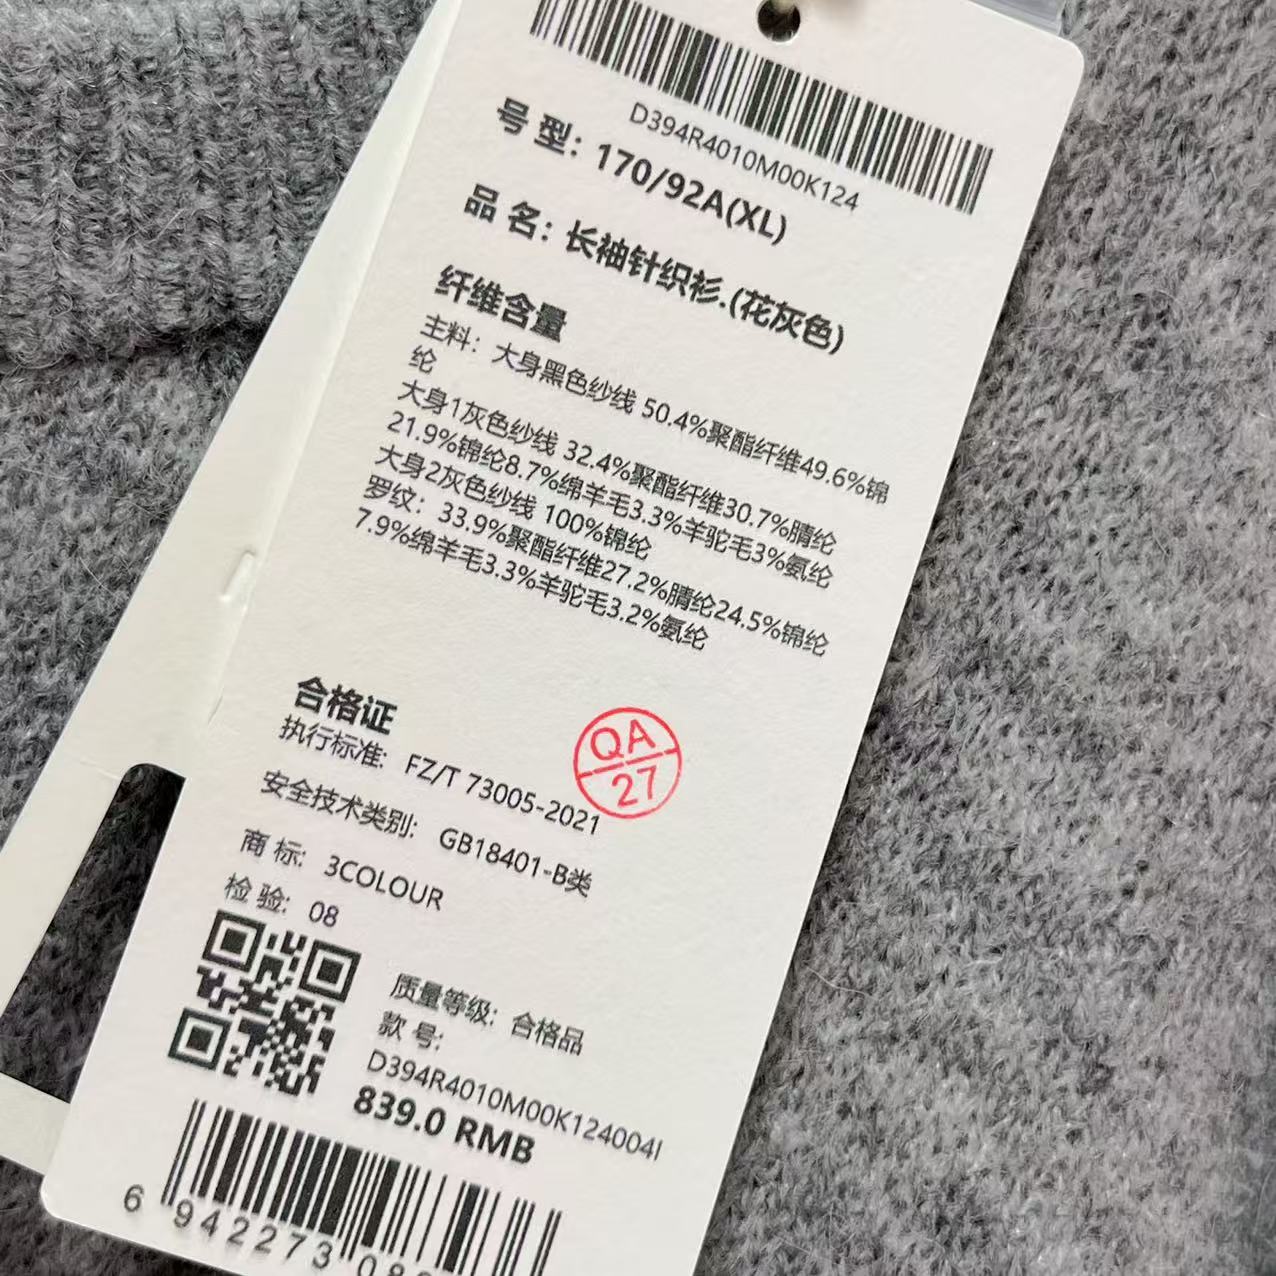 D394R4010M00K124
号 型: 170/92A(XL)
品 名: 长袖针织衫.(花灰色)
纤维含量
主料: 大身黑色纱线 50.4%聚酯纤维49.6%锦
纶
大身1灰色纱线 32.4%聚酯纤维30.7%腈纶
21.9%锦纶8.7%绵羊毛3.3%羊驼毛3%氨纶
大身2灰色纱线 100%锦纶
罗纹: 33.9%聚酯纤维27.2%腈纶24.5%锦纶
7.9%绵羊毛3.3%羊驼毛3.2%氨纶
合格证
QA
27
执行标准: FZ/T 73005-2021
安全技术类别: GB18401-B类
商 标: 3COLOUR
检 验: 08
质量等级: 合格品
款 号:
D394R4010M00K124004I
839.0 RMB
6 942273 08